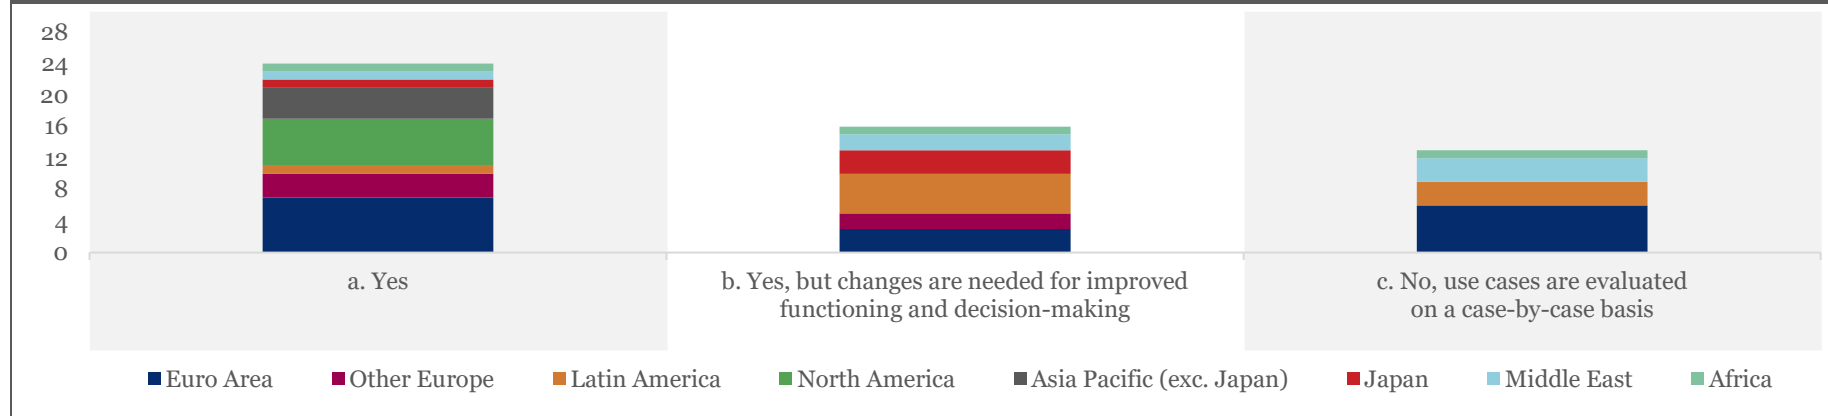 28
24
20
16
12
8
4
0
a. Yes
b. Yes, but changes are needed for improved
functioning and decision-making
c. No, use cases are evaluated
on a case-by-case basis
Euro Area Other Europe Latin America North America Asia Pacific (exc. Japan) Japan Middle East Africa